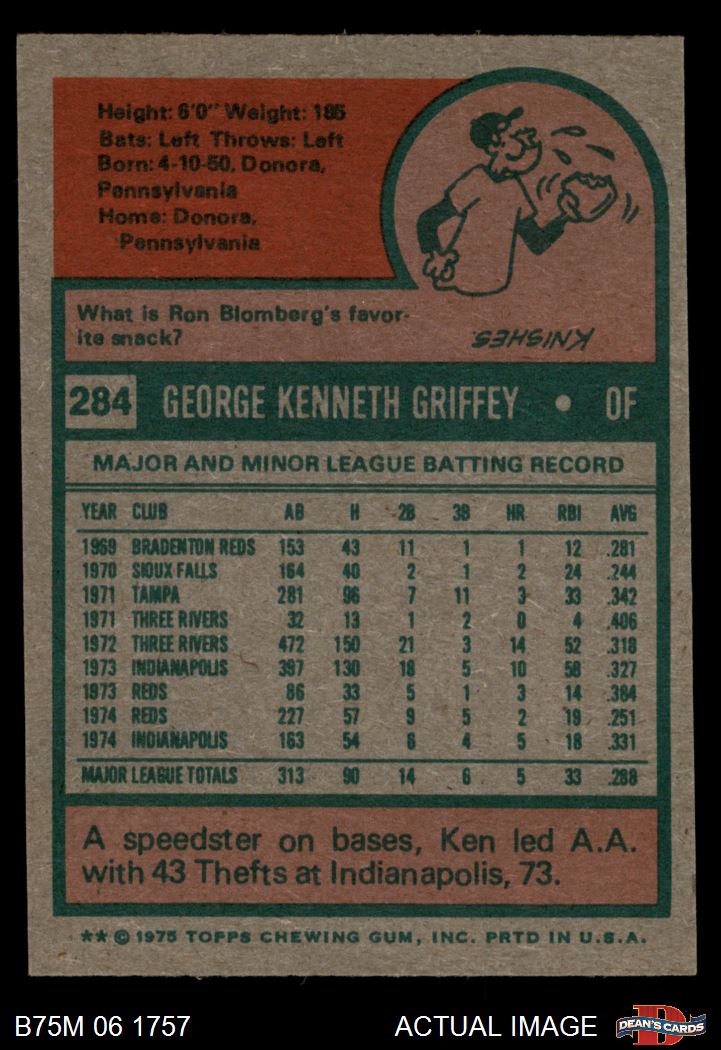 Height: 6'0" Weight: 185
Bats: Left Throws: Left
Born: 4-10-50, Donora,
Pennsylvania
Home: Donora,
Pennsylvania
What is Ron Blomberg's favor-
ite snack?
KNISHES.
284 GEORGE KENNETH GRIFFEY • OF
MAJOR AND MINOR LEAGUE BATTING RECORD
YEAR CLUB AB H 2B 3B HR RBI AVG
1969 BRADENTON REDS 153 43 11 1 1 12 .281
1970 SIOUX FALLS 164 40 2 1 2 24 .244
1971 TAMPA 281 96 7 11 3 33 .342
1971 THREE RIVERS 32 13 1 2 0 4 .406
1972 THREE RIVERS 472 150 21 3 14 52 .318
1973 INDIANAPOLIS 397 130 18 5 10 58 .327
1973 REDS 86 33 5 1 3 14 .384
1974 REDS 227 57 9 5 2 19 .251
1974 INDIANAPOLIS 163 54 6 4 5 18 .331
MAJOR LEAGUE TOTALS 313 90 14 6 5 33 .288
A speedster on bases, Ken led A.A.
with 43 Thefts at Indianapolis, 73.
** © 1975 TOPPS CHEWING GUM, INC. PRTD IN U.S.A.
B75M 06 1757 ACTUAL IMAGE D DEAN'S CARDS